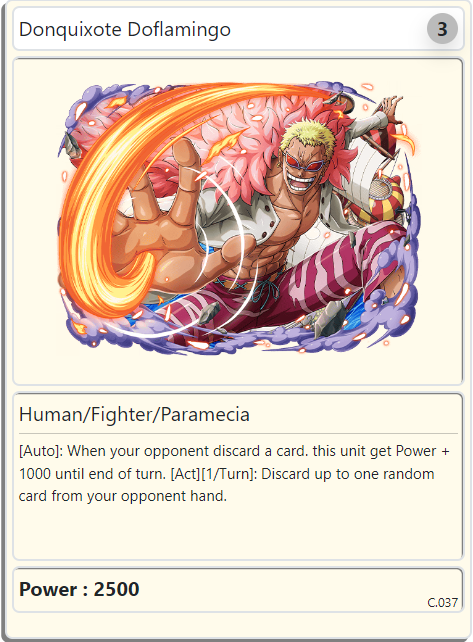 Donquixote Doflamingo
3
Human/Fighter/Paramecia
[Auto]: When your opponent discard a card. this unit get Power +
1000 until end of turn. [Act][1/Turn]: Discard up to one random
card from your opponent hand.
Power : 2500
C.037